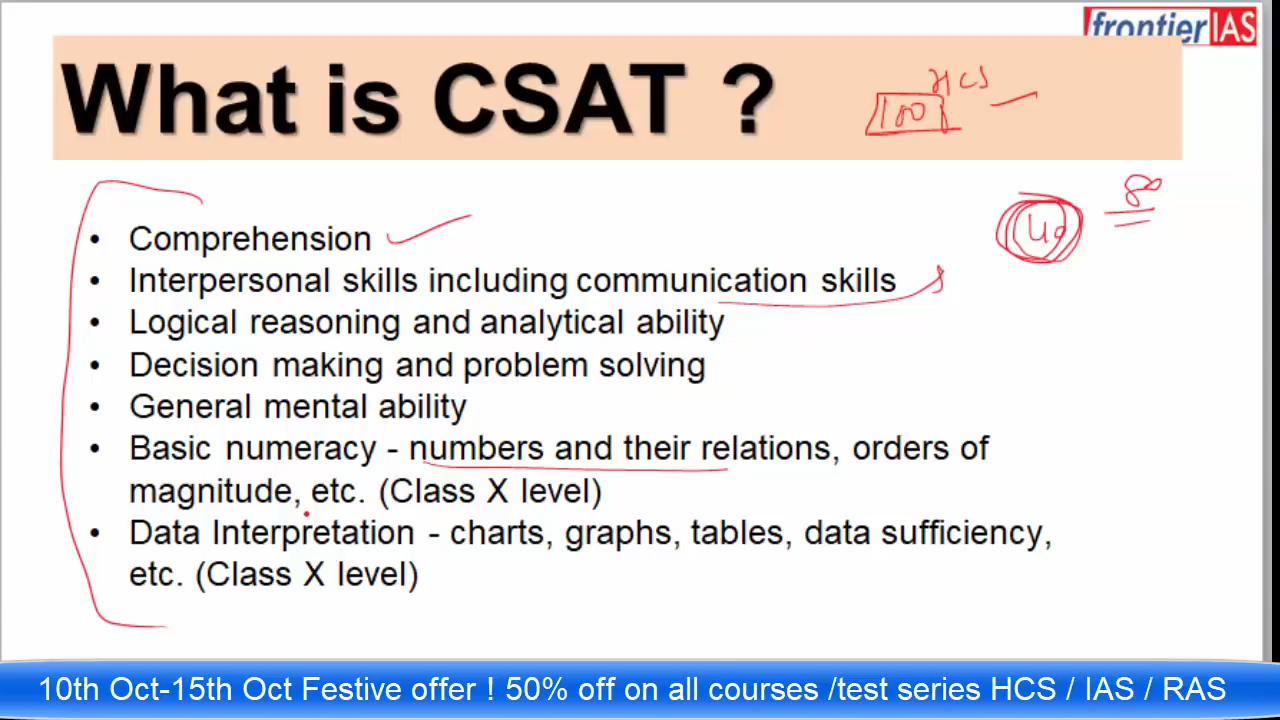 frontier IAS
What is CSAT ?
HCS
100
80
40
• Comprehension
• Interpersonal skills including communication skills
• Logical reasoning and analytical ability
• Decision making and problem solving
• General mental ability
• Basic numeracy - numbers and their relations, orders of
magnitude, etc. (Class X level)
• Data Interpretation - charts, graphs, tables, data sufficiency,
etc. (Class X level)
10th Oct-15th Oct Festive offer ! 50% off on all courses /test series HCS / IAS / RAS